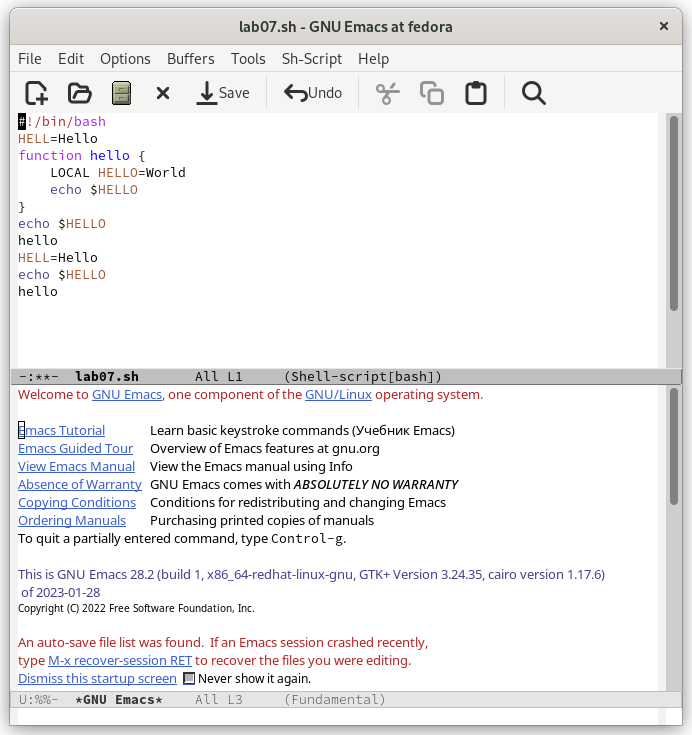 lab07.sh - GNU Emacs at fedora
File Edit Options Buffers Tools Sh-Script Help
Save Undo
#!/bin/bash
HELL=Hello
function hello {
    LOCAL HELLO=World
    echo $HELLO
}
echo $HELLO
hello
HELL=Hello
echo $HELLO
hello
-:**- lab07.sh All L1 (Shell-script[bash])
Welcome to GNU Emacs, one component of the GNU/Linux operating system.
Emacs Tutorial Learn basic keystroke commands (Учебник Emacs)
Emacs Guided Tour Overview of Emacs features at gnu.org
View Emacs Manual View the Emacs manual using Info
Absence of Warranty GNU Emacs comes with ABSOLUTELY NO WARRANTY
Copying Conditions Conditions for redistributing and changing Emacs
Ordering Manuals Purchasing printed copies of manuals
To quit a partially entered command, type Control-g.
This is GNU Emacs 28.2 (build 1, x86_64-redhat-linux-gnu, GTK+ Version 3.24.35, cairo version 1.17.6)
of 2023-01-28
Copyright (C) 2022 Free Software Foundation, Inc.
An auto-save file list was found. If an Emacs session crashed recently,
type M-x recover-session RET to recover the files you were editing.
Dismiss this startup screen Never show it again.
U:%%- *GNU Emacs* All L3 (Fundamental)